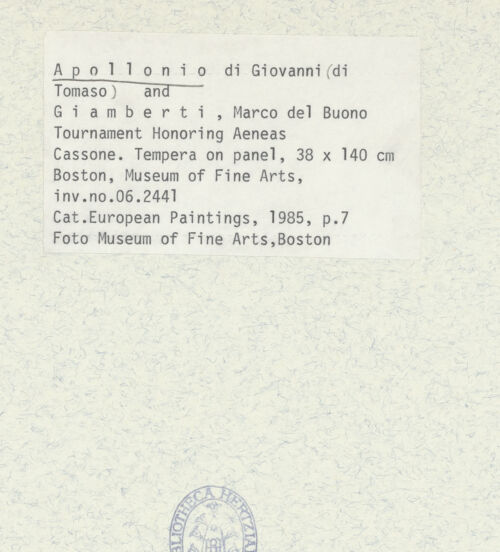 A p o l l o n i o di Giovanni(di
Tomaso) and
G i a m b e r t i , Marco del Buono
Tournament Honoring Aeneas
Cassone. Tempera on panel, 38 x 140 cm
Boston, Museum of Fine Arts,
inv.no.06.2441
Cat.European Paintings, 1985, p.7
Foto Museum of Fine Arts,Boston
BIBLIOTHECA HERTZIANA